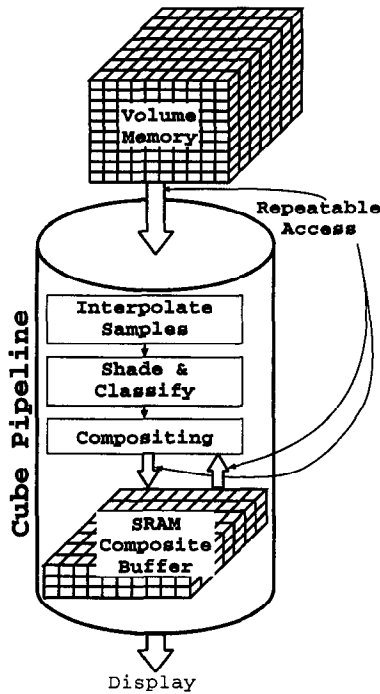 Volume
Memory
Repeatable
Access
Cube Pipeline
Interpolate
Samples
Shade &
Classify
Compositing
SRAM
Composite
Buffer
Display